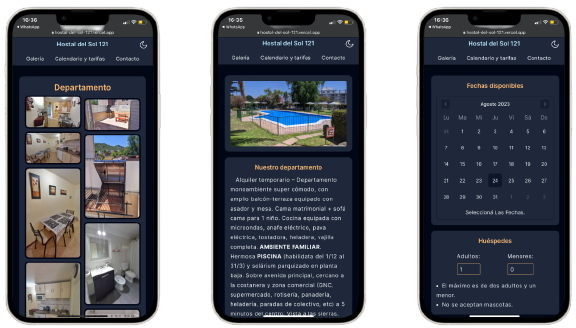 16:36
WhatsApp
hostal-del-sol-121.vercel.app
Hostal del Sol 121
Galería Calendario y tarifas Contacto
Departamento
16:35
WhatsApp
hostal-del-sol-121.vercel.app
Hostal del Sol 121
Galería Calendario y tarifas Contacto
Nuestro departamento
Alquiler temporario - Departamento
monoambiente super cómodo, con
amplio balcón-terraza equipado con
asador y mesa. Cama matrimonial + sofá
cama para 1 niño. Cocina equipada con
microondas, anafe eléctrico, pava
eléctrica, tostadora, heladera, vajilla
completa. AMBIENTE FAMILIAR.
Hermosa PISCINA (habilitada del 1/12 al
31/3) y solárium parquizado en planta
baja. Sobre avenida principal, cercano a
la costanera y zona comercial (GNC,
supermercado, rotisería, panadería,
heladería, paradas de colectivo, etc) a 5
minutos del centro. Vista a las sierras.
16:36
WhatsApp
hostal-del-sol-121.vercel.app
Hostal del Sol 121
Galería Calendario y tarifas Contacto
Fechas disponibles
Agosto 2023
Lu Ma Mi Ju Vi Sá Do
31 1 2 3 4 5 6
7 8 9 10 11 12 13
14 15 16 17 18 19 20
21 22 23 24 25 26 27
28 29 30 31 1 2 3
Seleccioná Las Fechas.
Huéspedes
Adultos: Menores:
1 0
• El máximo es de dos adultos y un
menor.
• No se aceptan mascotas.